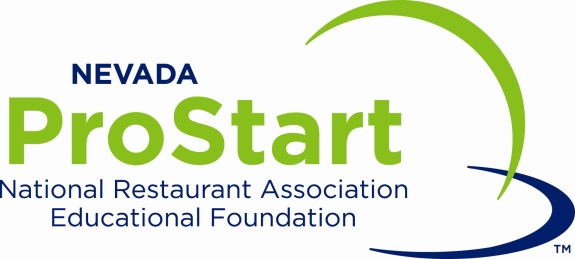 NEVADA
ProStart
National Restaurant Association
Educational Foundation
TM